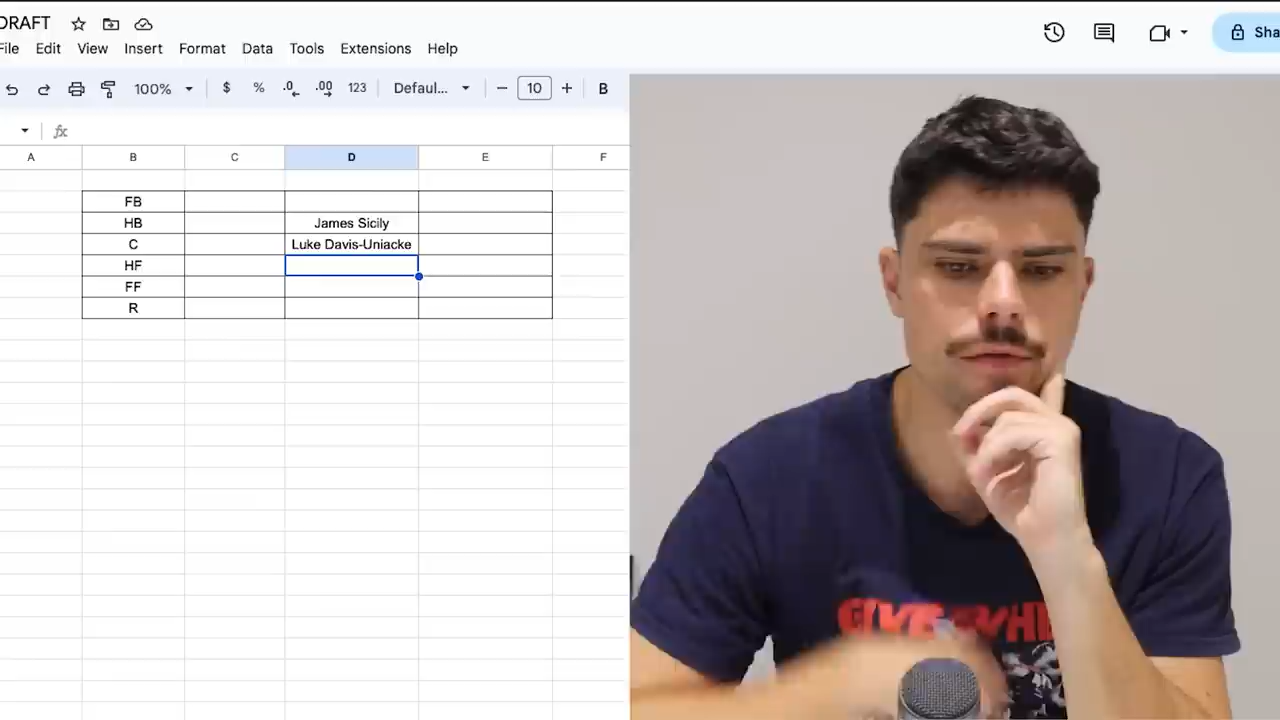 DRAFT
File Edit View Insert Format Data Tools Extensions Help
100% $ % .0 .00 123 Defaul... − 10 + B
fx
A B C D E F
FB
HB James Sicily
C Luke Davis-Uniacke
HF
FF
R
GIVE